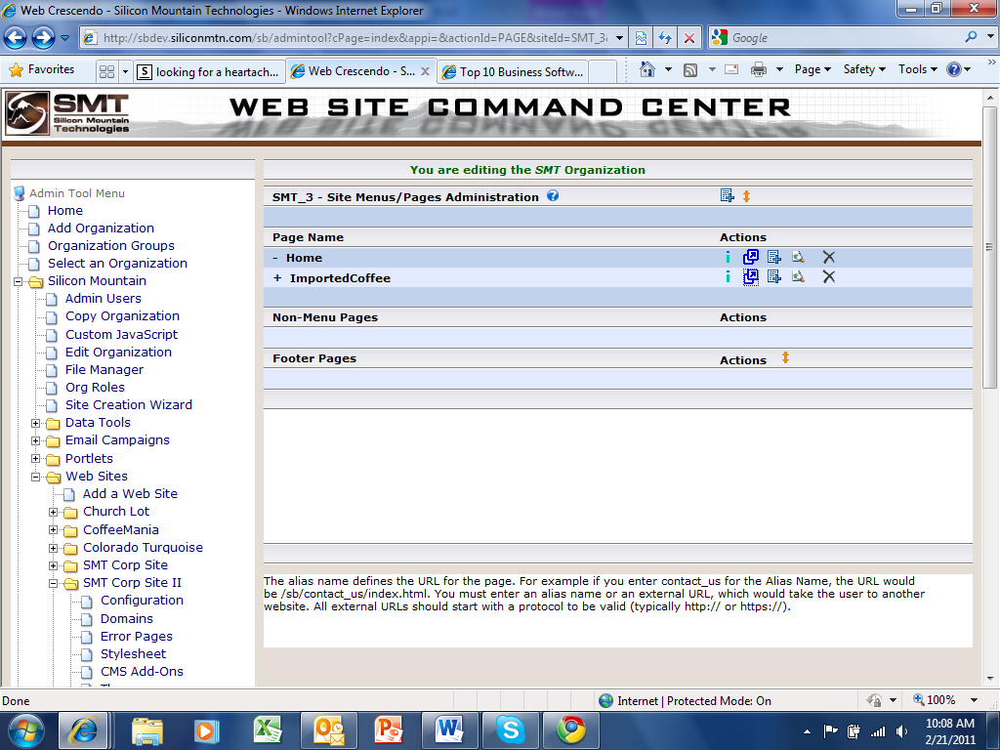 Web Crescendo - Silicon Mountain Technologies - Windows Internet Explorer
http://sbdev.siliconmtn.com/sb/admintool?cPage=index&appi=&actionId=PAGE&siteId=SMT_3
Google
Favorites
looking for a heartach...
Web Crescendo - S...
Top 10 Business Softw...
Page
Safety
Tools
SMT
Silicon Mountain
Technologies
WEB SITE COMMAND CENTER
Admin Tool Menu
Home
Add Organization
Organization Groups
Select an Organization
Silicon Mountain
Admin Users
Copy Organization
Custom JavaScript
Edit Organization
File Manager
Org Roles
Site Creation Wizard
Data Tools
Email Campaigns
Portlets
Web Sites
Add a Web Site
Church Lot
CoffeeMania
Colorado Turquoise
SMT Corp Site
SMT Corp Site II
Configuration
Domains
Error Pages
Stylesheet
CMS Add-Ons
You are editing the SMT Organization
SMT_3 - Site Menus/Pages Administration
Page Name Actions
- Home
+ ImportedCoffee
Non-Menu Pages Actions
Footer Pages Actions
The alias name defines the URL for the page. For example if you enter contact_us for the Alias Name, the URL would
be /sb/contact_us/index.html. You must enter an alias name or an external URL, which would take the user to another
website. All external URLs should start with a protocol to be valid (typically http:// or https://).
Done
Internet | Protected Mode: On
100%
10:08 AM
2/21/2011